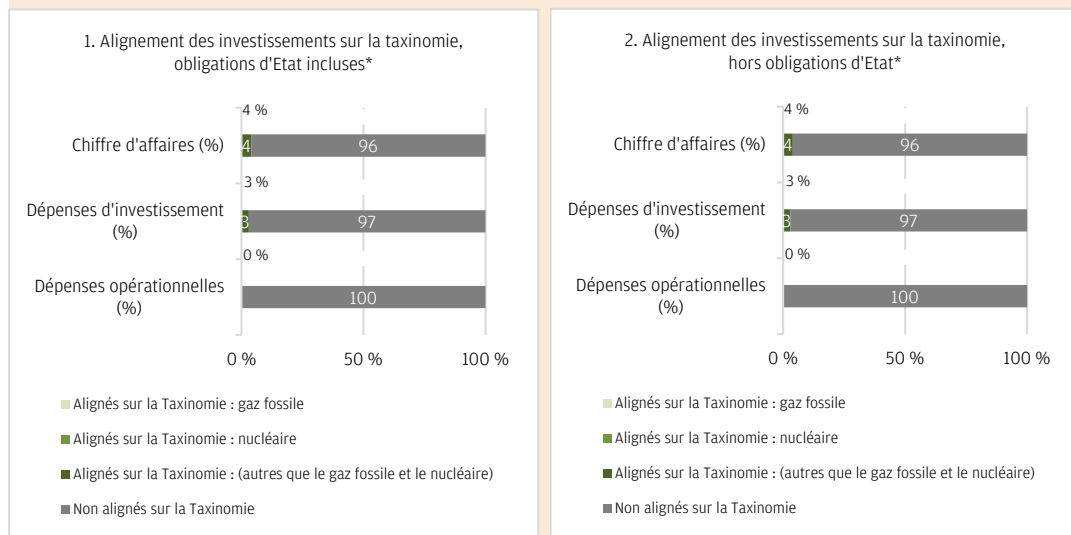 1. Alignement des investissements sur la taxinomie,
obligations d'Etat incluses*
4 %
Chiffre d'affaires (%)
4
96
3 %
Dépenses d'investissement
(%)
3
97
0 %
Dépenses opérationnelles
(%)
100
0 %
50 %
100 %
Alignés sur la Taxinomie : gaz fossile
Alignés sur la Taxinomie : nucléaire
Alignés sur la Taxinomie : (autres que le gaz fossile et le nucléaire)
Non alignés sur la Taxinomie
2. Alignement des investissements sur la taxinomie,
hors obligations d'Etat*
4 %
Chiffre d'affaires (%)
4
96
3 %
Dépenses d'investissement
(%)
3
97
0 %
Dépenses opérationnelles
(%)
100
0 %
50 %
100 %
Alignés sur la Taxinomie : gaz fossile
Alignés sur la Taxinomie : nucléaire
Alignés sur la Taxinomie : (autres que le gaz fossile et le nucléaire)
Non alignés sur la Taxinomie